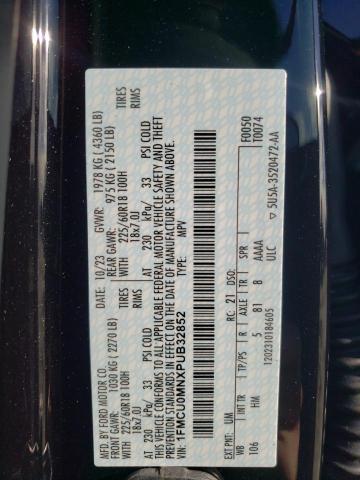 MFD. BY FORD MOTOR CO.
DATE: 10/23 GVWR: 1978 KG ( 4360 LB)
FRONT GAWR: 1030 KG ( 2270 LB) REAR GAWR: 975 KG ( 2150 LB)
WITH 225/60R18 100H TIRES WITH 225/60R18 100H TIRES
18x7.0J RIMS 18x7.0J RIMS
AT 230 kPa/ 33 PSI COLD AT 230 kPa/ 33 PSI COLD
THIS VEHICLE CONFORMS TO ALL APPLICABLE FEDERAL MOTOR VEHICLE SAFETY AND THEFT
PREVENTION STANDARDS IN EFFECT ON THE DATE OF MANUFACTURE SHOWN ABOVE.
VIN: 1FMCU0MNXPUB32852
TYPE: MPV
F0050
T0074
EXT PNT: UM RC: 21 DSO:
WB TP/PS R AXLE TR SPR
106 HM 5 81 8 AAAA
ULC
1202310184605
5U5A-3520472-AA